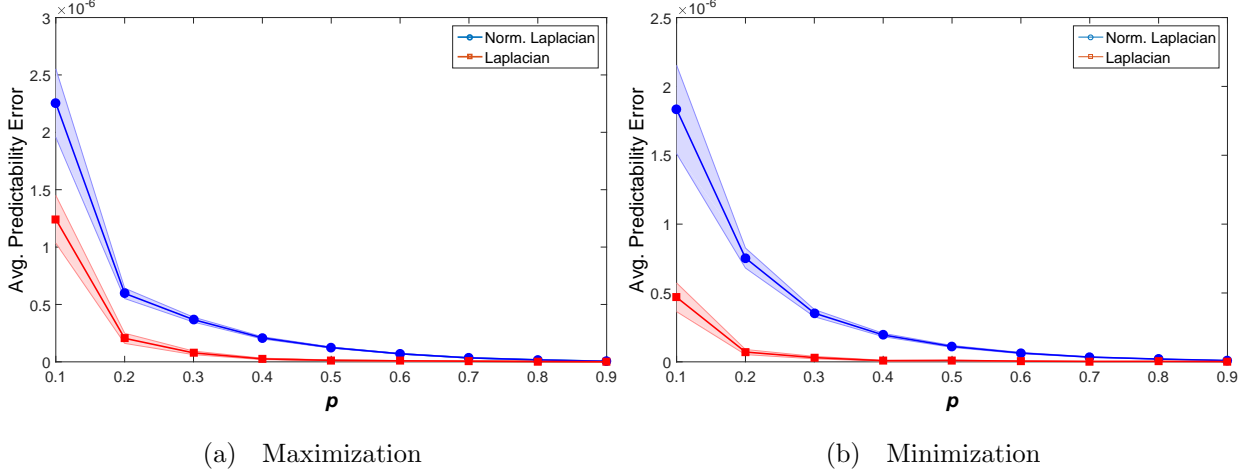 ×10⁻⁶
3
2.5
2
1.5
1
0.5
0
Avg. Predictability Error
Norm. Laplacian
Laplacian
0.1 0.2 0.3 0.4 0.5 0.6 0.7 0.8 0.9
p
(a) Maximization
×10⁻⁶
2.5
2
1.5
1
0.5
0
Avg. Predictability Error
Norm. Laplacian
Laplacian
0.1 0.2 0.3 0.4 0.5 0.6 0.7 0.8 0.9
p
(b) Minimization